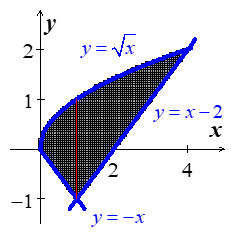 y
y = √x
2
1
y = x − 2
x
2
4
−1
y = −x